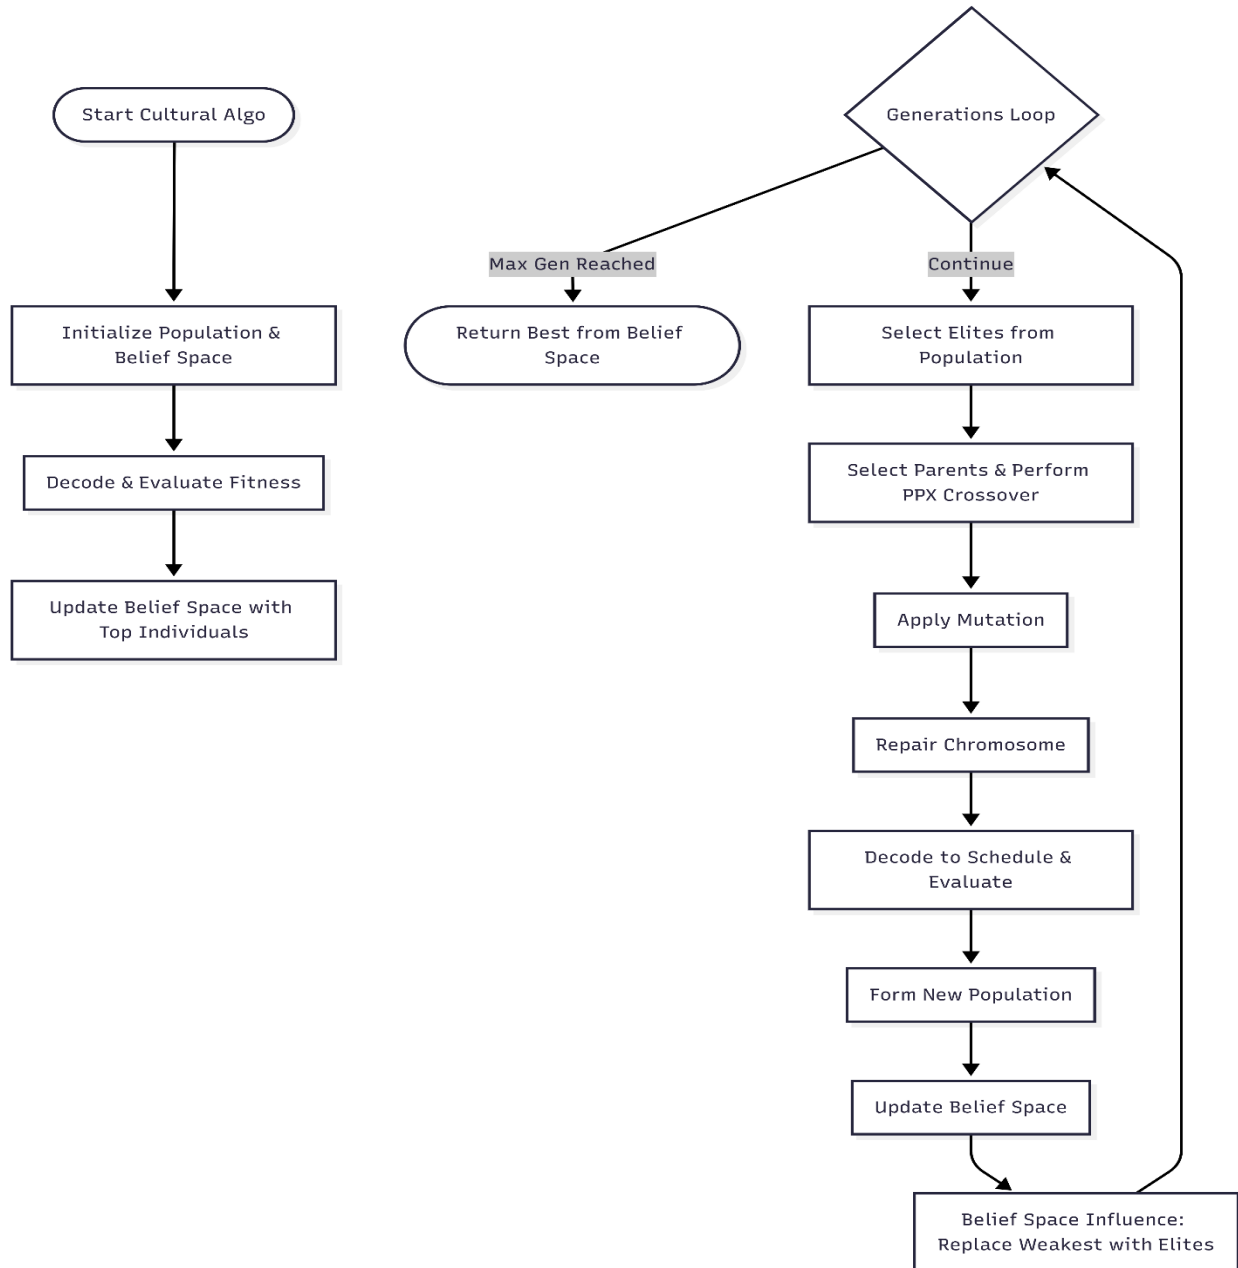 Start Cultural Algo
Initialize Population &
Belief Space
Decode & Evaluate Fitness
Update Belief Space with
Top Individuals
Generations Loop
Max Gen Reached
Continue
Return Best from Belief
Space
Select Elites from
Population
Select Parents & Perform
PPX Crossover
Apply Mutation
Repair Chromosome
Decode to Schedule &
Evaluate
Form New Population
Update Belief Space
Belief Space Influence:
Replace Weakest with Elites